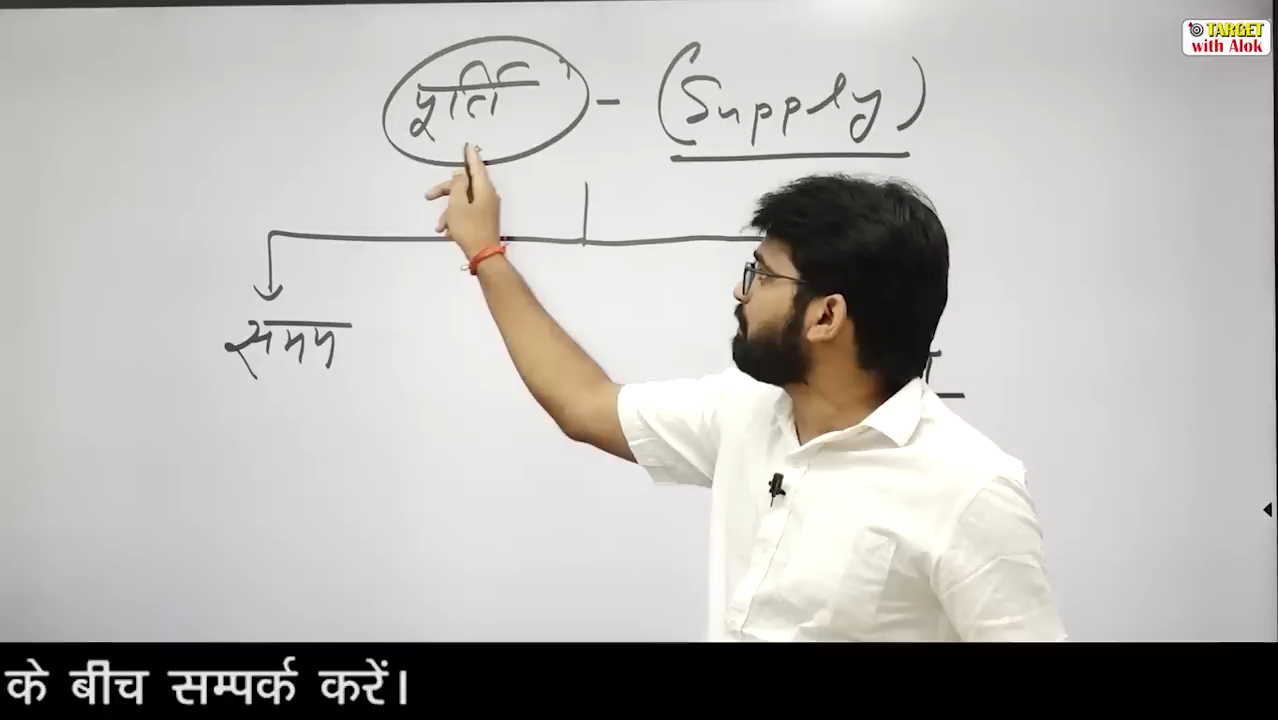 TARGET
with Alok
पूर्ति - (Supply)
समय
के बीच सम्पर्क करें।